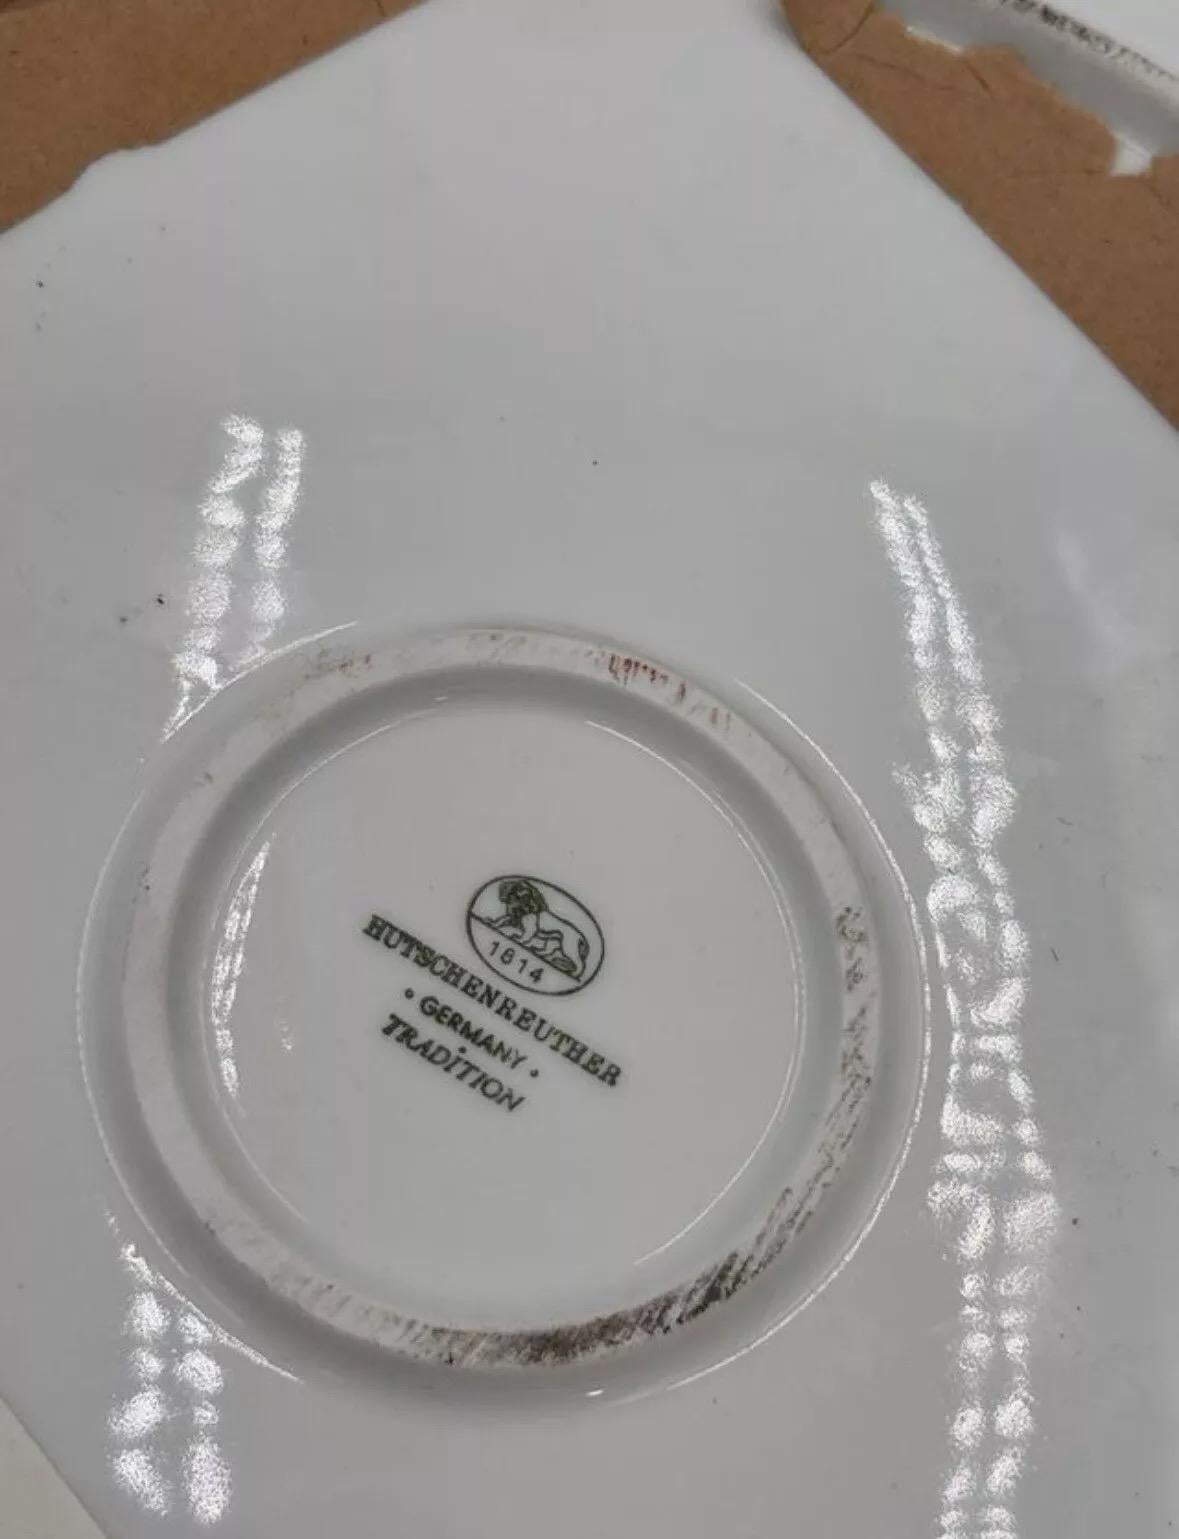 1814
HUTSCHENREUTHER
• GERMANY •
TRADITION